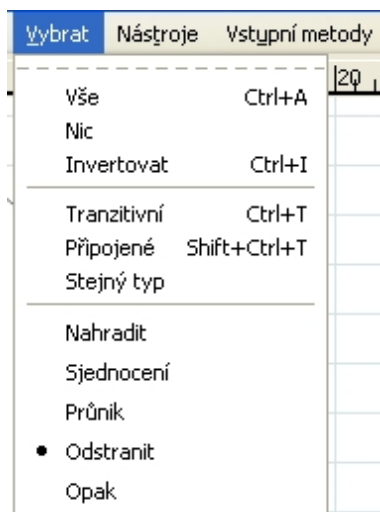 Vybrat Nástroje Vstupní metody
20
Vše Ctrl+A
Nic
Invertovat Ctrl+I
Tranzitivní Ctrl+T
Připojené Shift+Ctrl+T
Stejný typ
Nahradit
Sjednocení
Průnik
Odstranit
Opak